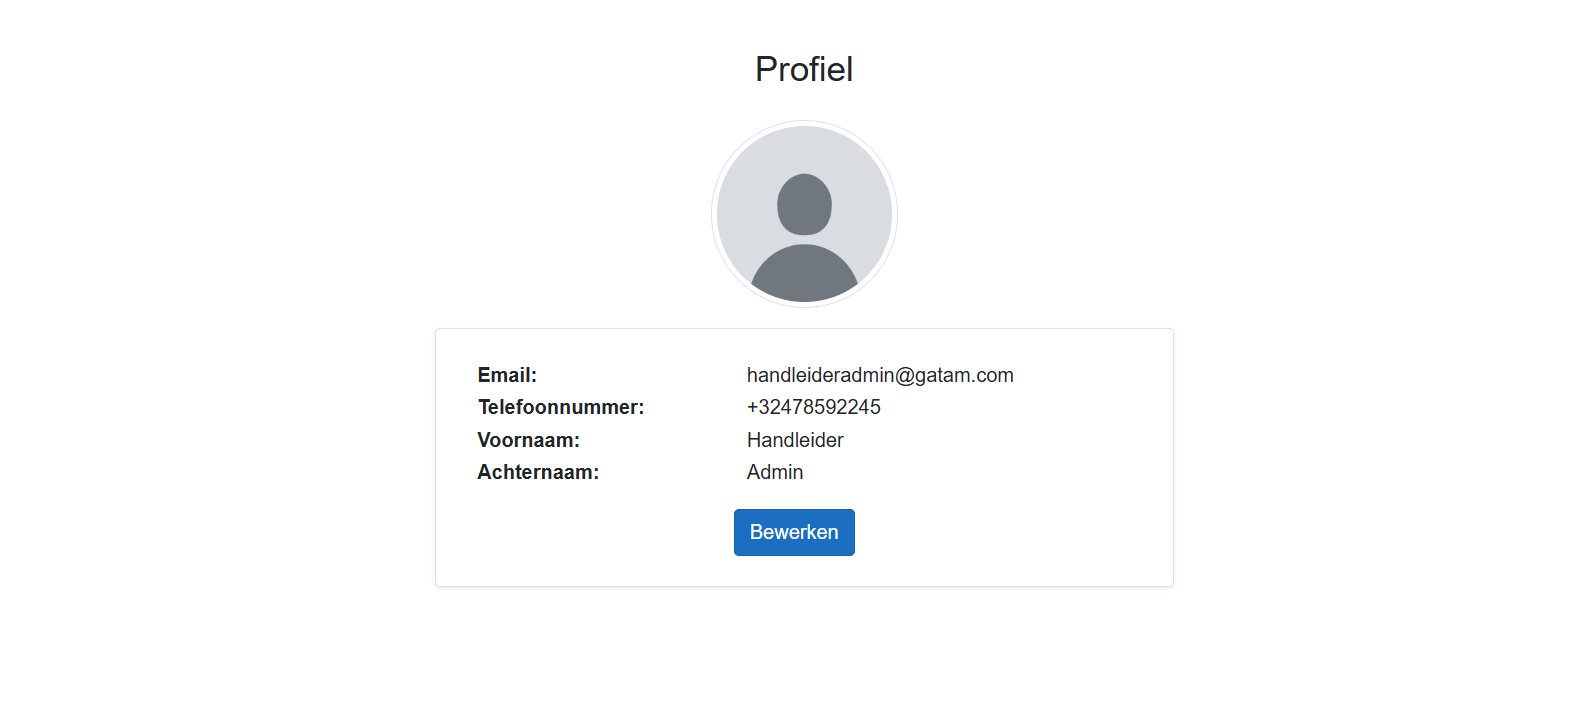 Profiel
Email: handleideradmin@gatam.com
Telefoonnummer: +32478592245
Voornaam: Handleider
Achternaam: Admin
Bewerken